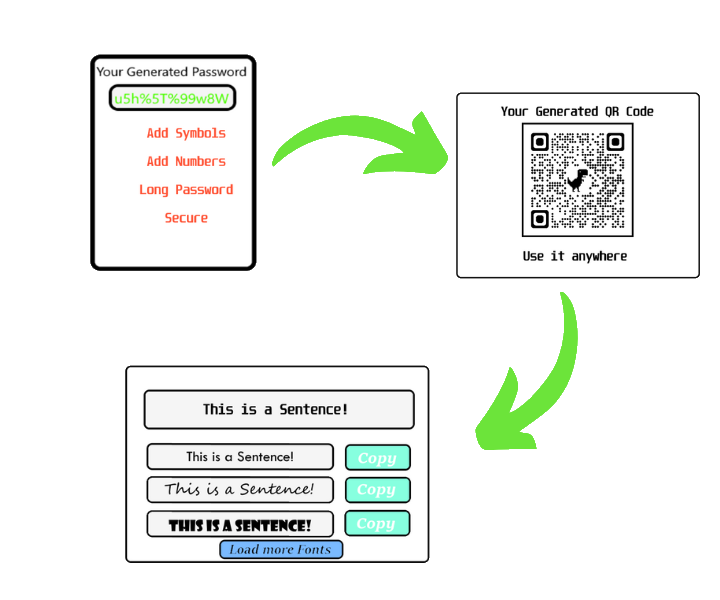 Your Generated Password
u5h%5T%99w8W
Add Symbols
Add Numbers
Long Password
Secure
Your Generated QR Code
Use it anywhere
This is a Sentence!
This is a Sentence!
Copy
This is a Sentence!
Copy
THIS IS A SENTENCE!
Copy
Load more Fonts